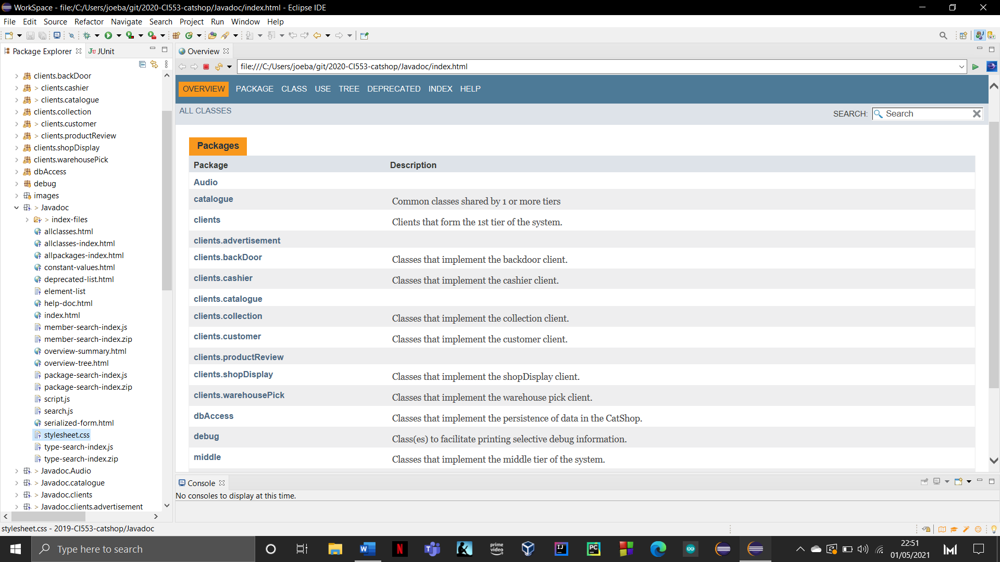 WorkSpace - file:/C:/Users/joeba/git/2020-CI553-catshop/Javadoc/index.html - Eclipse IDE
File Edit Source Refactor Navigate Search Project Run Window Help
Package Explorer
JUnit
clients.backDoor
> clients.cashier
> clients.catalogue
clients.collection
> clients.customer
> clients.productReview
clients.shopDisplay
clients.warehousePick
dbAccess
debug
images
> Javadoc
> index-files
allclasses.html
allclasses-index.html
allpackages-index.html
constant-values.html
deprecated-list.html
element-list
help-doc.html
index.html
member-search-index.js
member-search-index.zip
overview-summary.html
overview-tree.html
package-search-index.js
package-search-index.zip
script.js
search.js
serialized-form.html
stylesheet.css
type-search-index.js
type-search-index.zip
> Javadoc.Audio
> Javadoc.catalogue
> Javadoc.clients
> Javadoc.clients.advertisement
Overview
file:///C:/Users/joeba/git/2020-CI553-catshop/Javadoc/index.html
OVERVIEW PACKAGE CLASS USE TREE DEPRECATED INDEX HELP
ALL CLASSES
SEARCH: Search
Packages
Package Description
Audio
catalogue Common classes shared by 1 or more tiers
clients Clients that form the 1st tier of the system.
clients.advertisement
clients.backDoor Classes that implement the backdoor client.
clients.cashier Classes that implement the cashier client.
clients.catalogue
clients.collection Classes that implement the collection client.
clients.customer Classes that implement the customer client.
clients.productReview
clients.shopDisplay Classes that implement the shopDisplay client.
clients.warehousePick Classes that implement the warehouse pick client.
dbAccess Classes that implement the persistence of data in the CatShop.
debug Class(es) to facilitate printing selective debug information.
middle Classes that implement the middle tier of the system.
Console
No consoles to display at this time.
stylesheet.css - 2019-CI553-catshop/Javadoc
Type here to search
prime video
22:51
01/05/2021